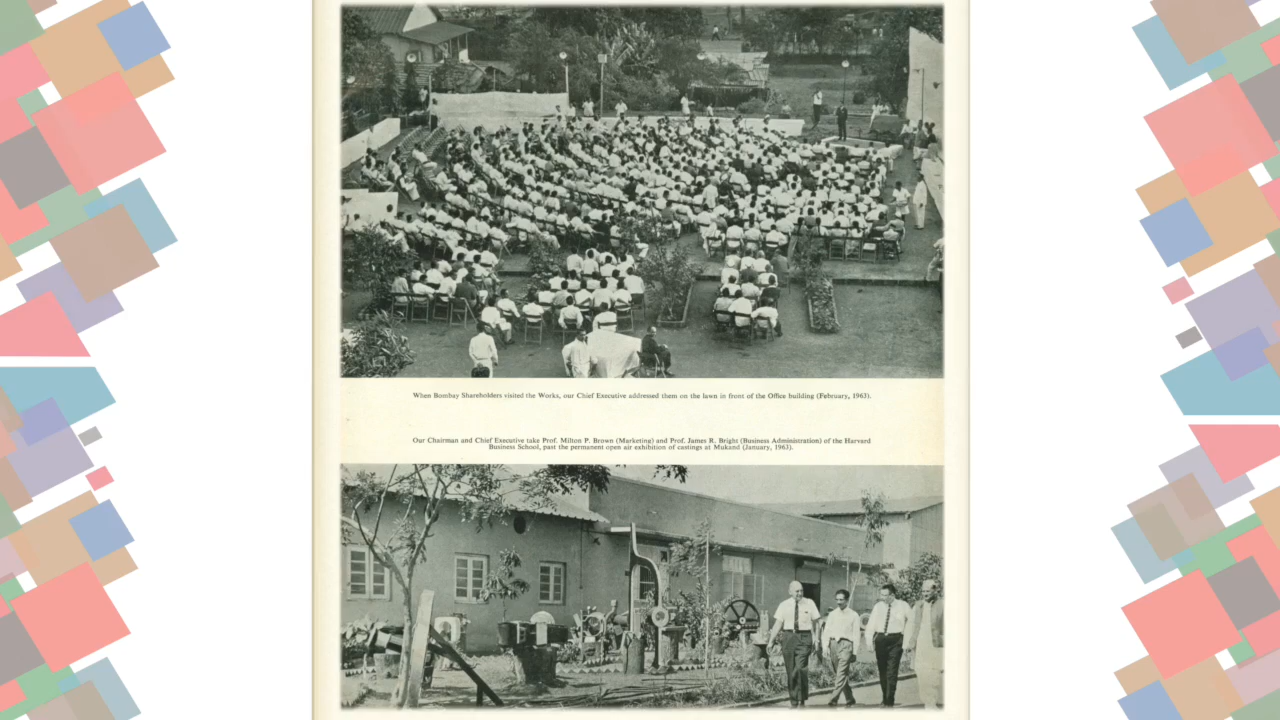 When Bombay Shareholders visited the Works, our Chief Executive addressed them on the lawn in front of the Office building (February, 1963).
Our Chairman and Chief Executive take Prof. Milton P. Brown (Marketing) and Prof. James R. Bright (Business Administration) of the Harvard
Business School, past the permanent open air exhibition of castings at Mukand (January, 1963).